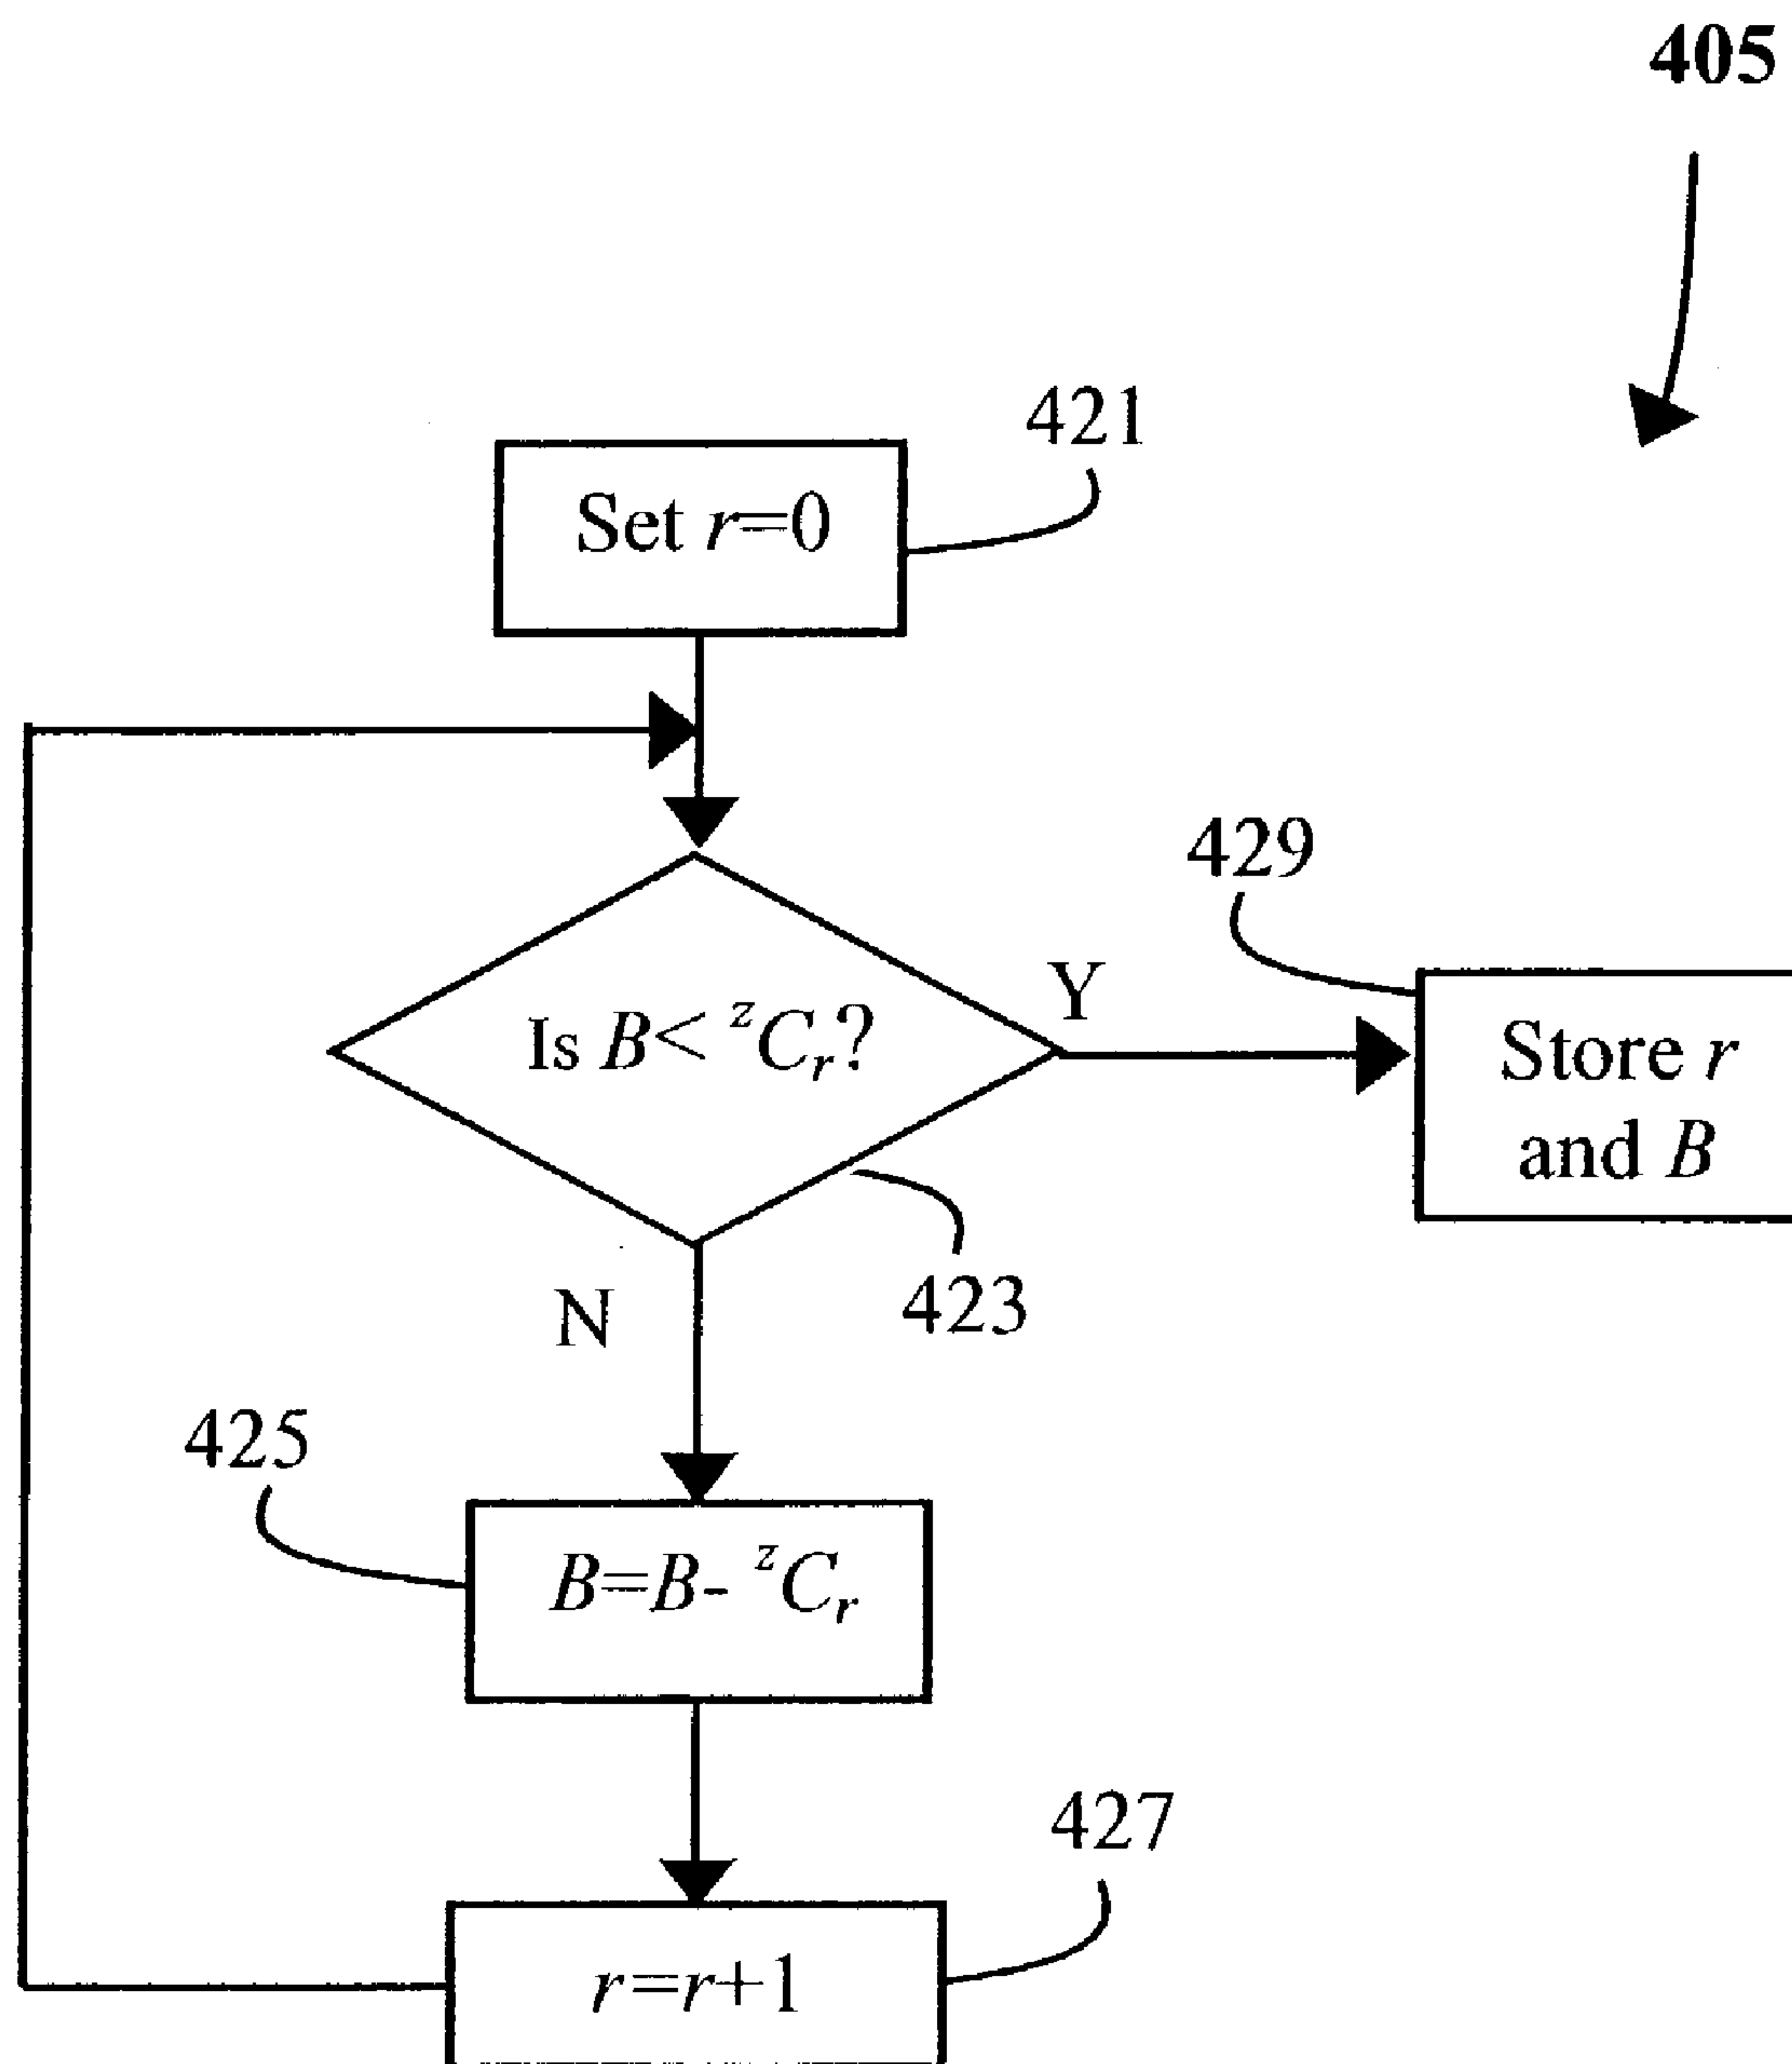 405
421
Set r=0
429
Y
Is B< ᶻCᵣ?
Store r
and B
423
N
425
B=B- ᶻCᵣ
427
r=r+1